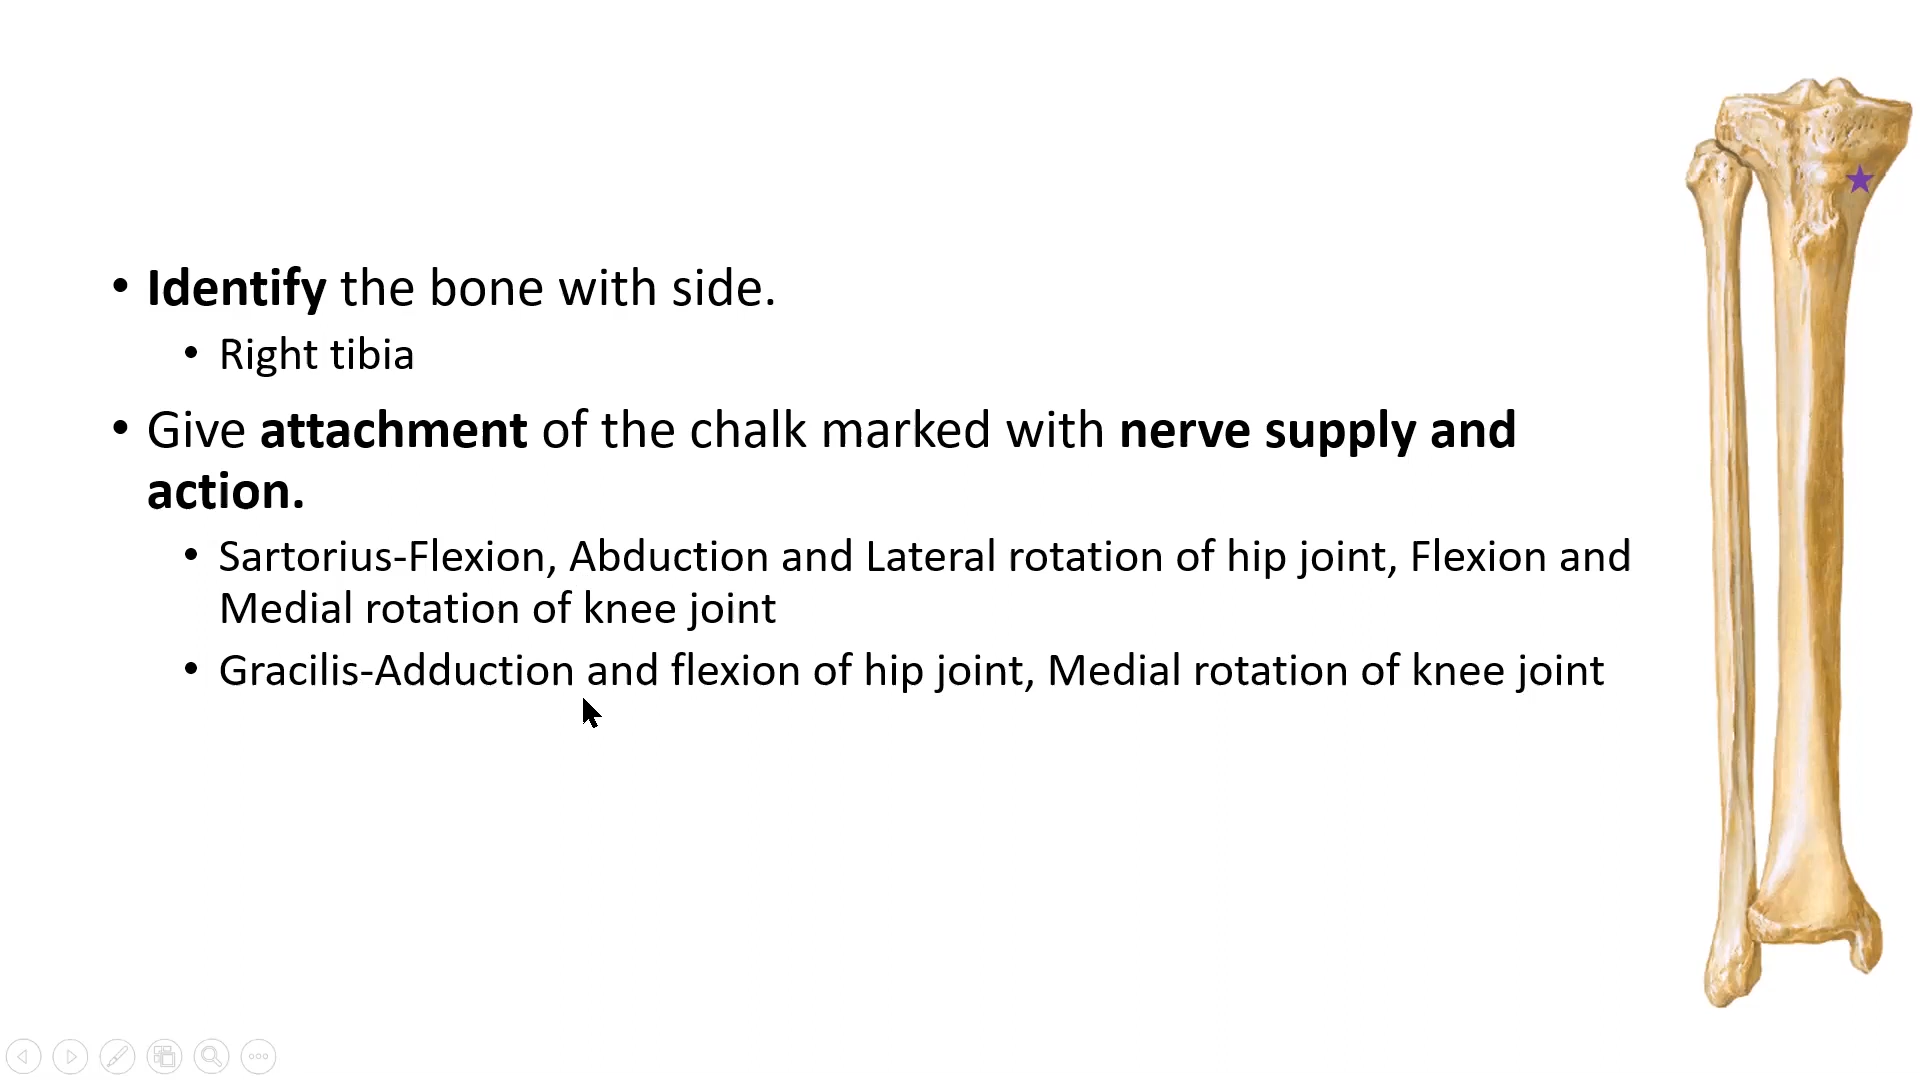 • Identify the bone with side.
• Right tibia
• Give attachment of the chalk marked with nerve supply and
action.
• Sartorius-Flexion, Abduction and Lateral rotation of hip joint, Flexion and
Medial rotation of knee joint
• Gracilis-Adduction and flexion of hip joint, Medial rotation of knee joint